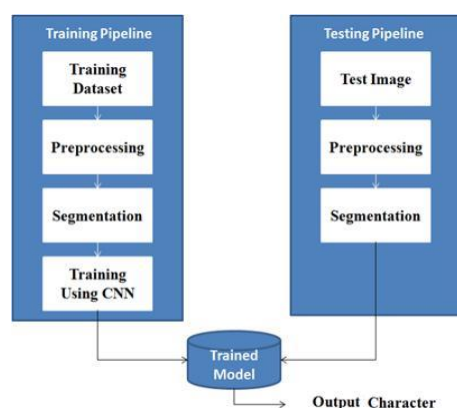 Training Pipeline
Training
Dataset
Preprocessing
Segmentation
Training
Using CNN
Testing Pipeline
Test Image
Preprocessing
Segmentation
Trained
Model
Output Character